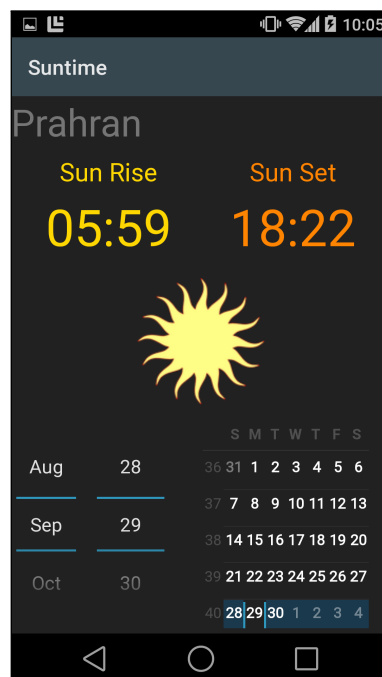 10:05
Suntime
Prahran
Sun Rise Sun Set
05:59 18:22
S M T W T F S
Aug 28 36 31 1 2 3 4 5 6
37 7 8 9 10 11 12 13
Sep 29
38 14 15 16 17 18 19 20
Oct 30 39 21 22 23 24 25 26 27
40 28 29 30 1 2 3 4